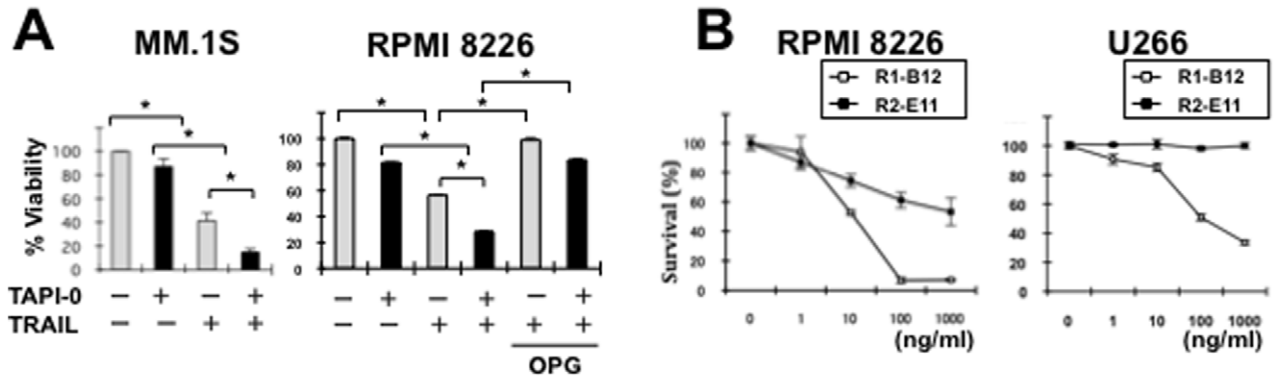 A
MM.1S
RPMI 8226
* * *
* * * * *
% Viability
100
80
60
40
20
0
100
80
60
40
20
0
TAPI-0 − + − + − + − + − +
TRAIL − − + + − − + + + +
OPG
B
RPMI 8226
R1-B12
R2-E11
Survival (%)
100
80
60
40
20
0
0 1 10 100 1000
(ng/ml)
U266
R1-B12
R2-E11
100
80
60
40
20
0
0 1 10 100 1000
(ng/ml)